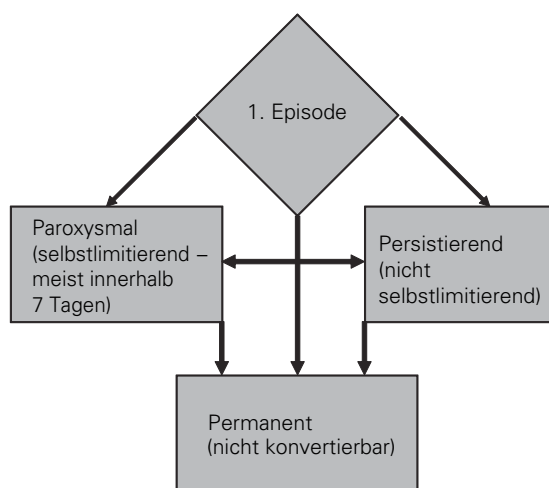 1. Episode
Paroxysmal
(selbstlimitierend –
meist innerhalb
7 Tagen)
Persistierend
(nicht
selbstlimitierend)
Permanent
(nicht konvertierbar)